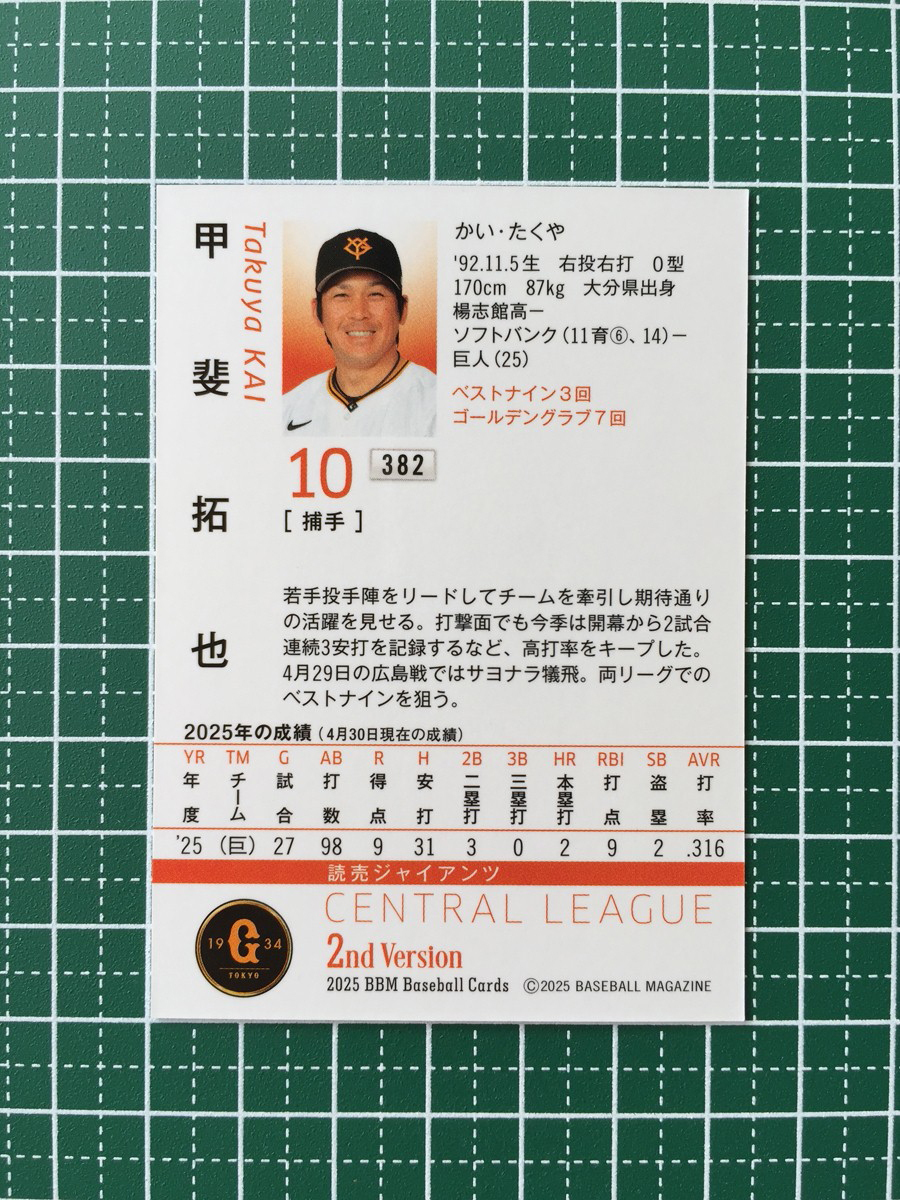 甲斐拓也
Takuya KAI
YG
かい・たくや
'92.11.5生 右投右打 O型
170cm 87kg 大分県出身
楊志館高－
ソフトバンク（11育⑥、14）－
巨人（25）
ベストナイン３回
ゴールデングラブ７回
10
382
［ 捕手 ］
若手投手陣をリードしてチームを牽引し期待通り
の活躍を見せる。打撃面でも今季は開幕から2試合
連続3安打を記録するなど、高打率をキープした。
4月29日の広島戦ではサヨナラ犠飛。両リーグでの
ベストナインを狙う。
2025年の成績（4月30日現在の成績）
YR TM G AB R H 2B 3B HR RBI SB AVR
年度 チーム 試合 打数 得点 安打 二塁打 三塁打 本塁打 打点 盗塁 打率
'25 （巨） 27 98 9 31 3 0 2 9 2 .316
読売ジャイアンツ
CENTRAL LEAGUE
19 G 34
TOKYO
2nd Version
2025 BBM Baseball Cards ©2025 BASEBALL MAGAZINE